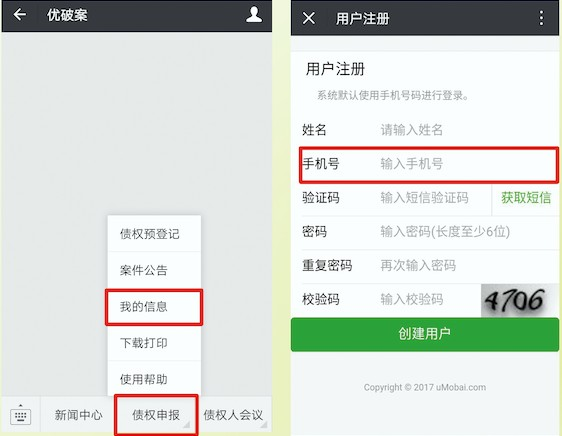 优破案
债权预登记
案件公告
我的信息
下载打印
使用帮助
新闻中心
债权申报
债权人会议
用户注册
用户注册
系统默认使用手机号码进行登录。
姓名 请输入姓名
手机号 输入手机号
验证码 输入短信验证码 获取短信
密码 输入密码(长度至少6位)
重复密码 再次输入密码
校验码 输入校验码 4706
创建用户
Copyright © 2017 uMobai.com